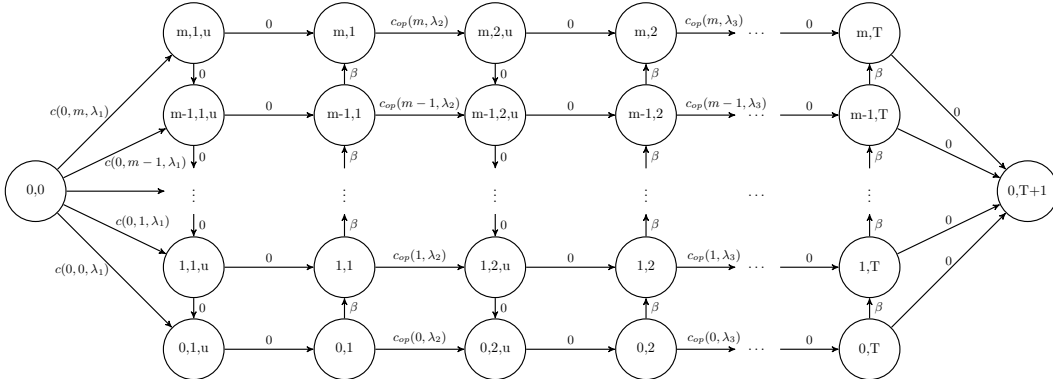 m,1,u 0 m,1 c_{op}(m, λ_2) m,2,u 0 m,2 c_{op}(m, λ_3) ... 0 m,T
0 β 0 β β
c(0, m, λ_1) 0
m-1,1,u 0 m-1,1 c_{op}(m − 1, λ_2) m-1,2,u 0 m-1,2 c_{op}(m − 1, λ_3) ... m-1,T
c(0, m − 1, λ_1) 0
0 β 0 β β
0,0 ⋮ ⋮ ⋮ ⋮ ... ⋮ 0,T+1
c(0, 1, λ_1) 0 β 0 β β
0
1,1,u 0 1,1 c_{op}(1, λ_2) 1,2,u 0 1,2 c_{op}(1, λ_3) ... 1,T
c(0, 0, λ_1) 0
0 β 0 β β
0,1,u 0 0,1 c_{op}(0, λ_2) 0,2,u 0 0,2 c_{op}(0, λ_3) ... 0,T